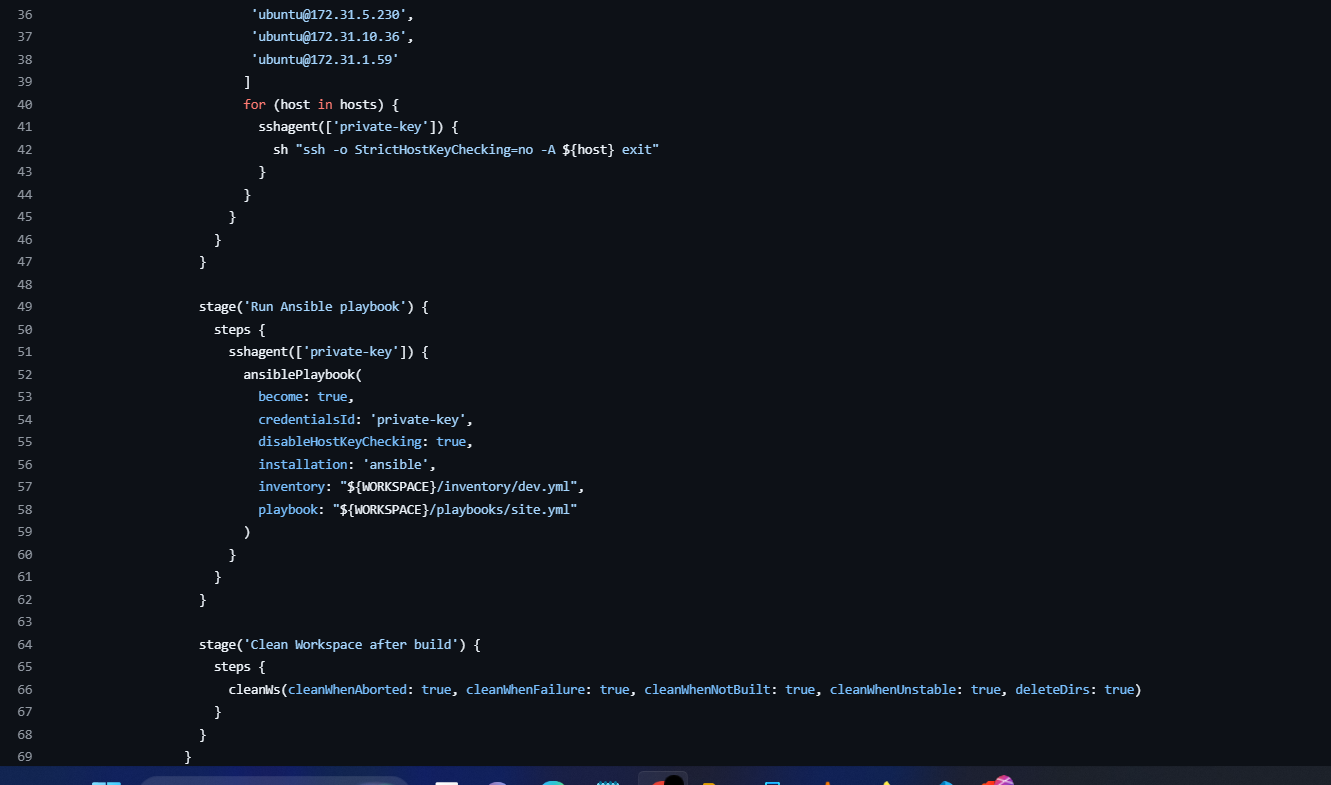 36 'ubuntu@172.31.5.230',
37 'ubuntu@172.31.10.36',
38 'ubuntu@172.31.1.59'
39 ]
40 for (host in hosts) {
41 sshagent(['private-key']) {
42 sh "ssh -o StrictHostKeyChecking=no -A ${host} exit"
43 }
44 }
45 }
46 }
47 }
48
49 stage('Run Ansible playbook') {
50 steps {
51 sshagent(['private-key']) {
52 ansiblePlaybook(
53 become: true,
54 credentialsId: 'private-key',
55 disableHostKeyChecking: true,
56 installation: 'ansible',
57 inventory: "${WORKSPACE}/inventory/dev.yml",
58 playbook: "${WORKSPACE}/playbooks/site.yml"
59 )
60 }
61 }
62 }
63
64 stage('Clean Workspace after build') {
65 steps {
66 cleanWs(cleanWhenAborted: true, cleanWhenFailure: true, cleanWhenNotBuilt: true, cleanWhenUnstable: true, deleteDirs: true)
67 }
68 }
69 }